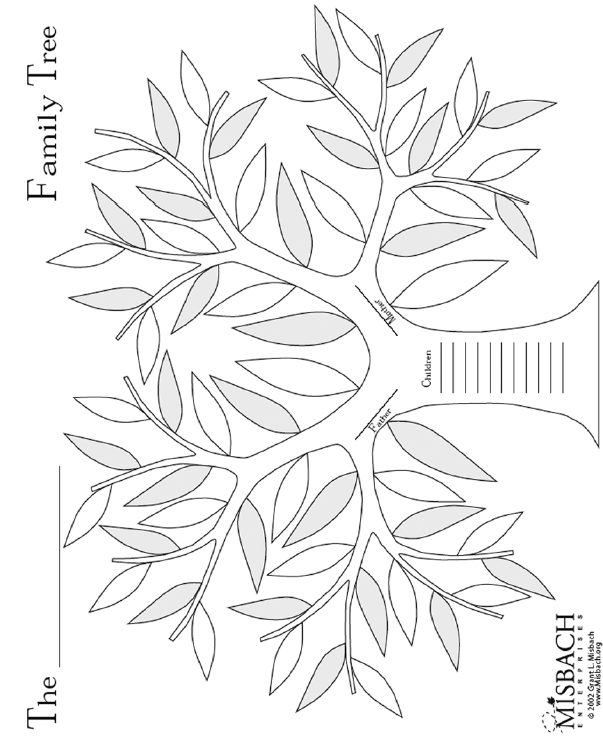 The Family Tree
Father
Mother
Children
MISBACH
ENTERPRISES
© 2002 Grant L. Misbach
www.Misbach.org